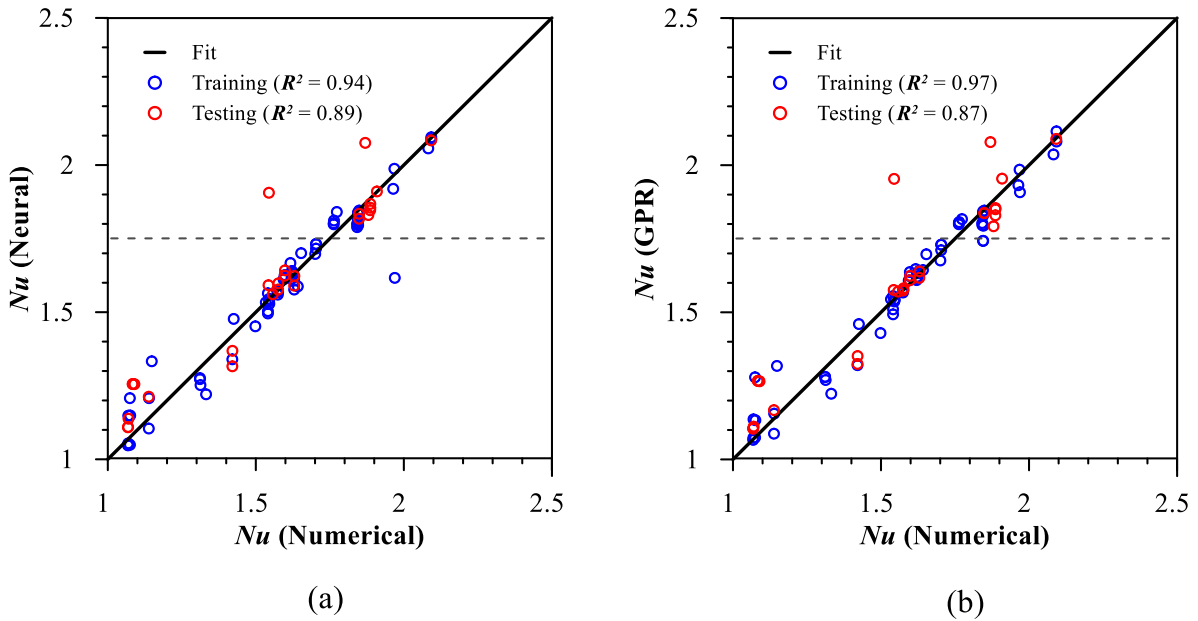 2.5
2
1.5
1
Nu (Neural)
Fit
Training (R² = 0.94)
Testing (R² = 0.89)
1
1.5
2
2.5
Nu (Numerical)
(a)
2.5
2
1.5
1
Nu (GPR)
Fit
Training (R² = 0.97)
Testing (R² = 0.87)
1
1.5
2
2.5
Nu (Numerical)
(b)